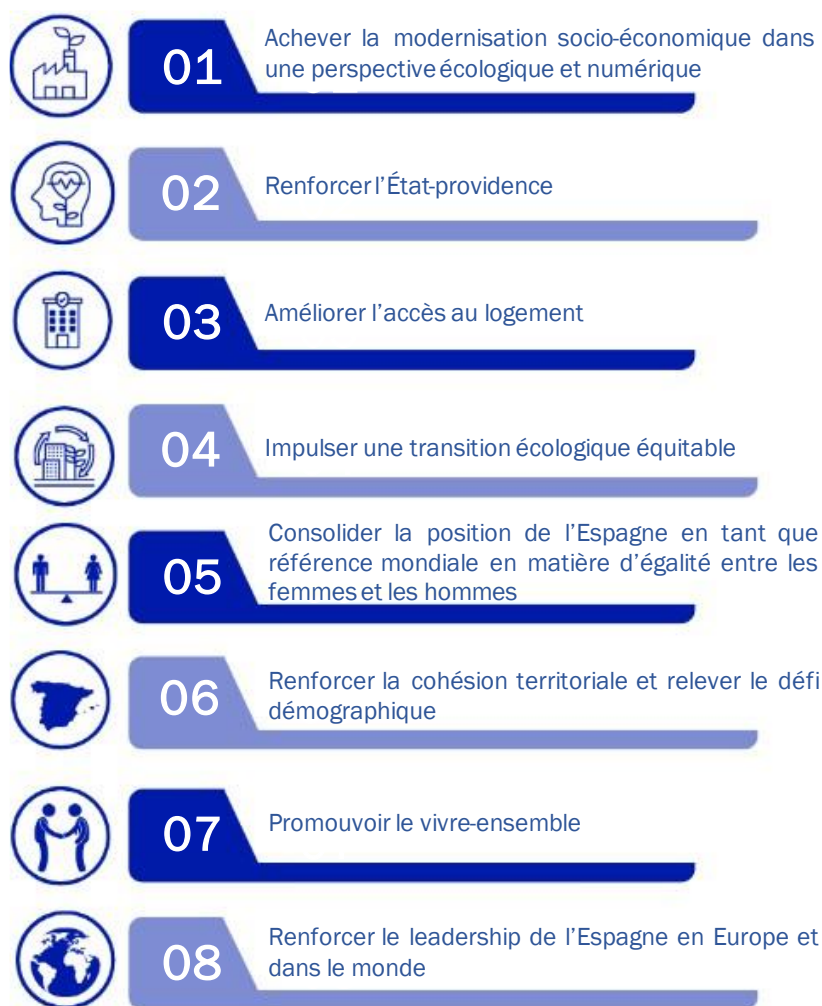 01
Achever la modernisation socio-économique dans
une perspective écologique et numérique
02
Renforcer l'État-providence
03
Améliorer l'accès au logement
04
Impulser une transition écologique équitable
05
Consolider la position de l'Espagne en tant que
référence mondiale en matière d'égalité entre les
femmes et les hommes
06
Renforcer la cohésion territoriale et relever le défi
démographique
07
Promouvoir le vivre-ensemble
08
Renforcer le leadership de l'Espagne en Europe et
dans le monde